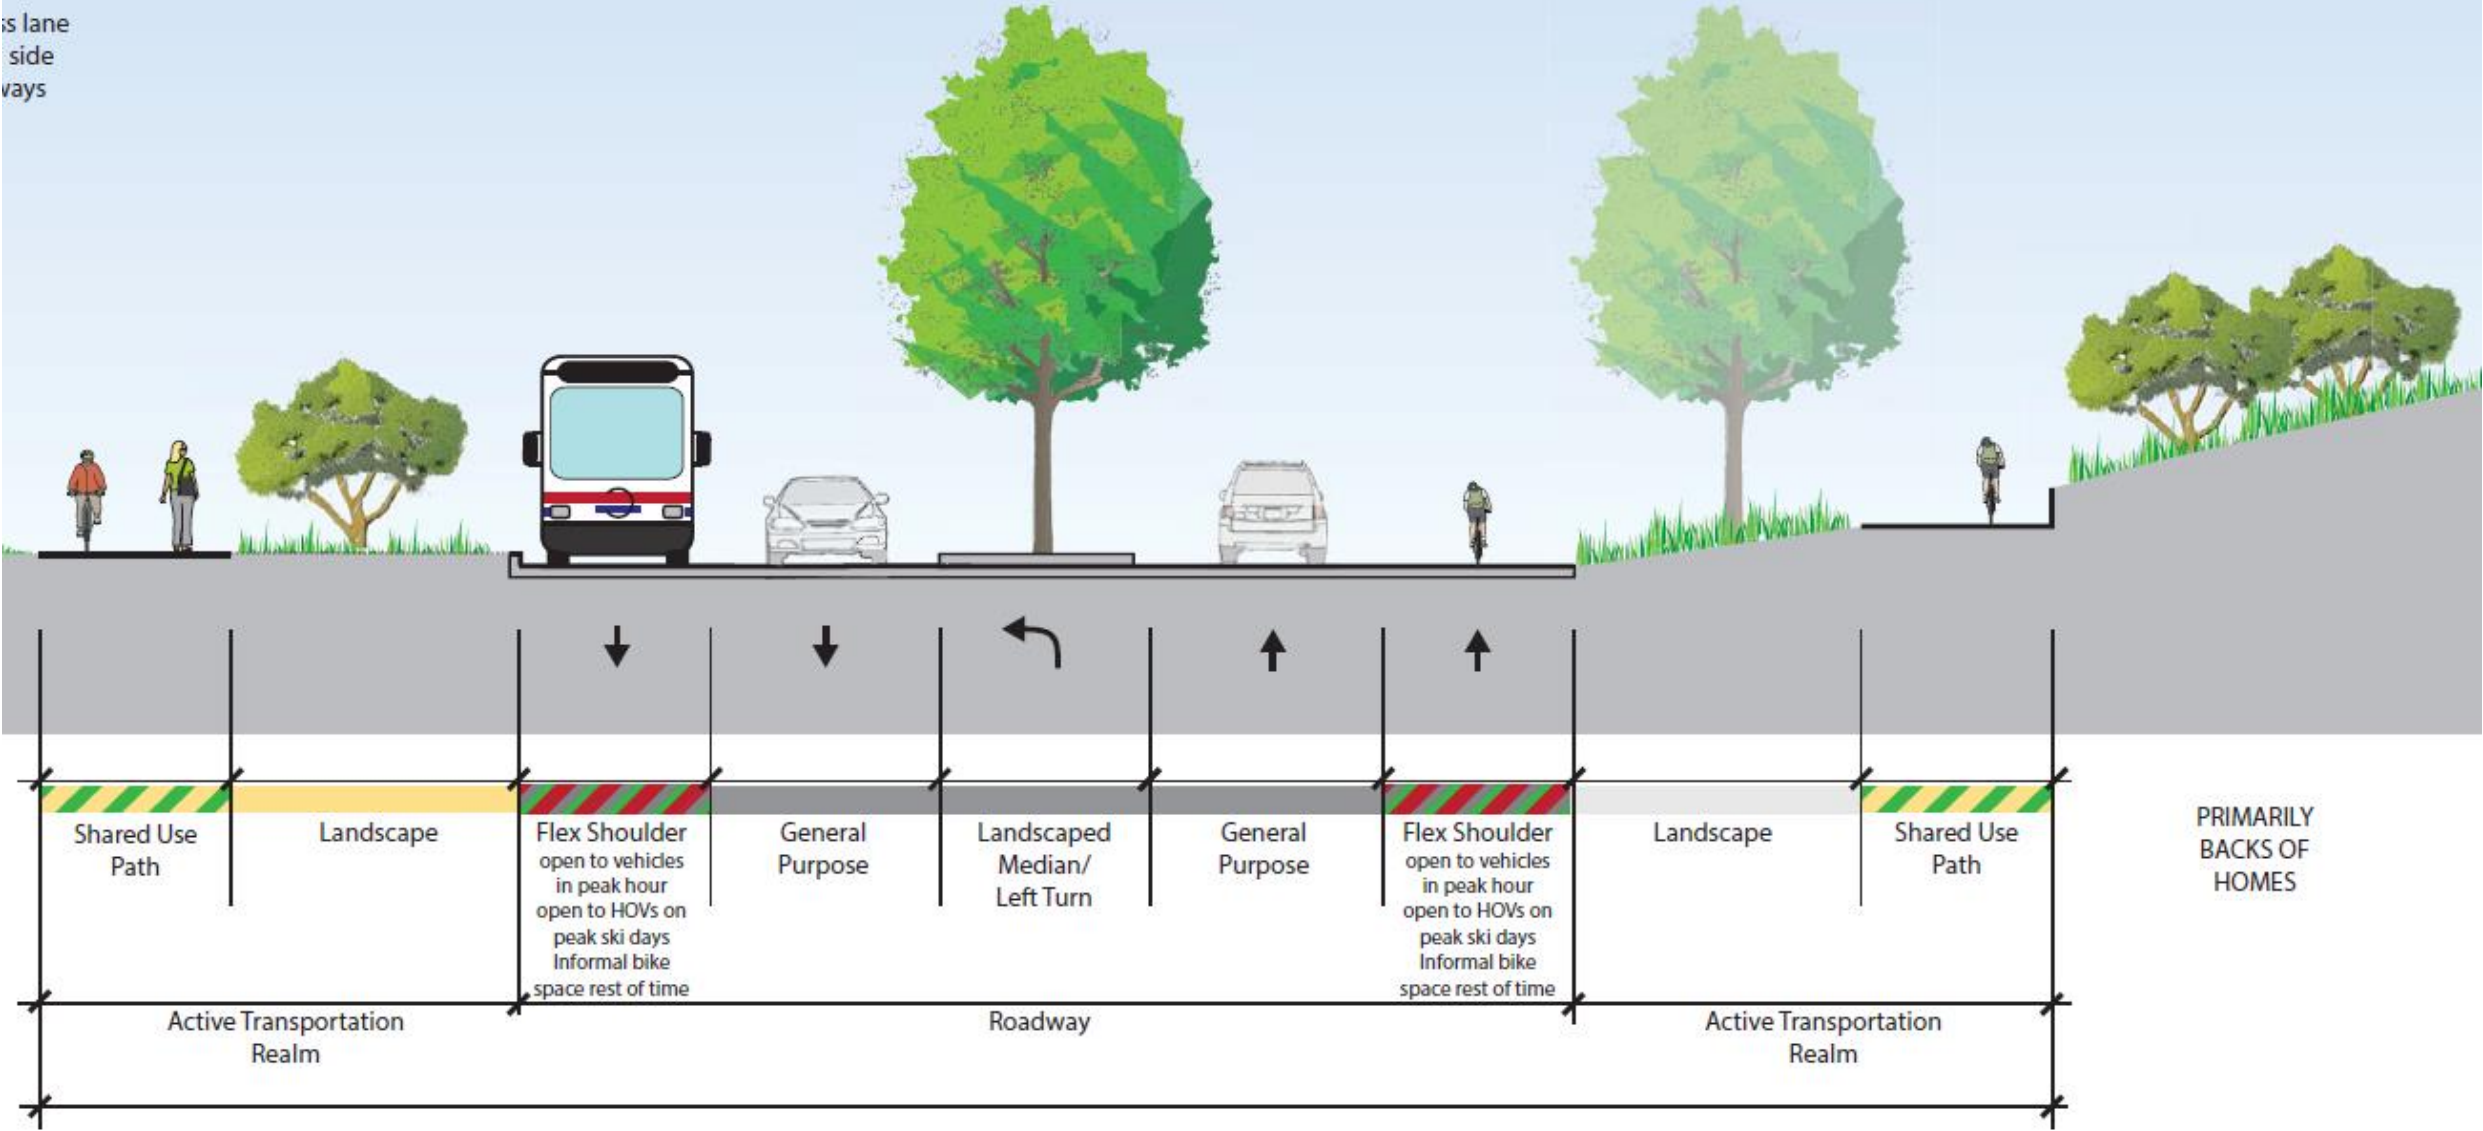 lane
side
Shared Use
Path
Landscape
Flex Shoulder
open to vehicles
in peak hour
open to HOVs on
peak ski days
Informal bike
space rest of time
General
Purpose
Landscaped
Median/
Left Turn
General
Purpose
Flex Shoulder
open to vehicles
in peak hour
open to HOVs on
peak ski days
Informal bike
space rest of time
Landscape
Shared Use
Path
PRIMARILY
BACKS OF
HOMES
Active Transportation
Realm
Roadway
Active Transportation
Realm